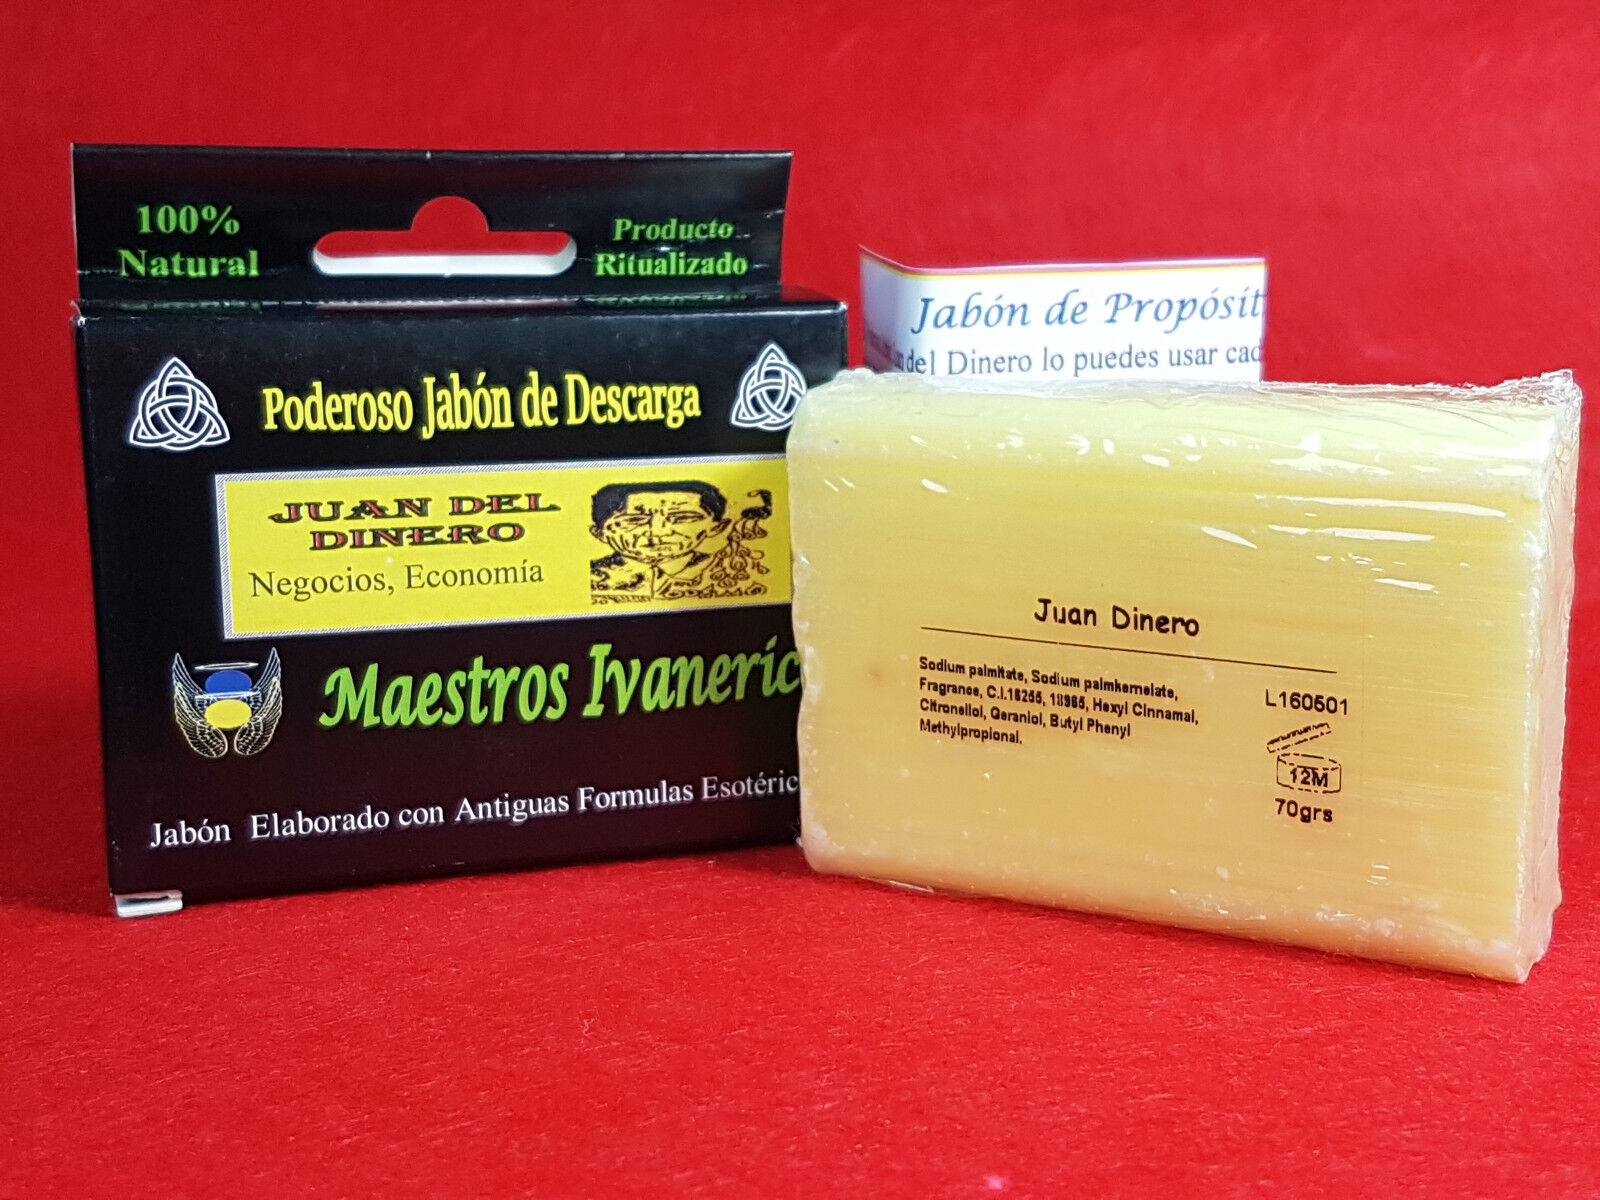 100%
Natural
Producto
Ritualizado
Poderoso Jabón de Descarga
JUAN DEL
DINERO
Negocios, Economía
Maestros Ivaneric
Jabón Elaborado con Antiguas Formulas Esotéric
Jabón de Propósit
del Dinero lo puedes usar cad
Juan Dinero
Sodium palmitate, Sodium palmkernelate,
Fragrance, C.I.16255, 18965, Hexyl Cinnamal,
Citronellol, Geraniol, Butyl Phenyl
Methylpropional.
L160501
12M
70grs